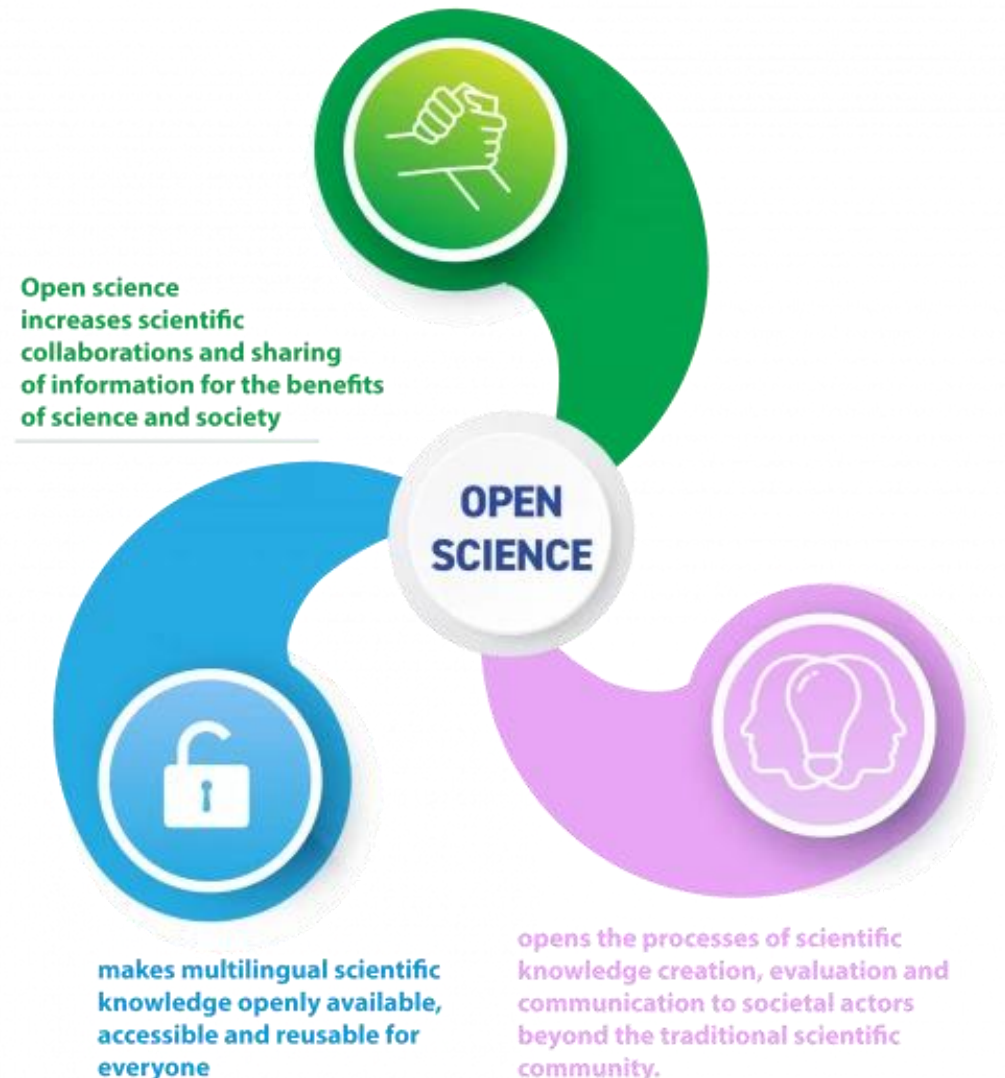 Open science
increases scientific
collaborations and sharing
of information for the benefits
of science and society
OPEN
SCIENCE
makes multilingual scientific
knowledge openly available,
accessible and reusable for
everyone
opens the processes of scientific
knowledge creation, evaluation and
communication to societal actors
beyond the traditional scientific
community.